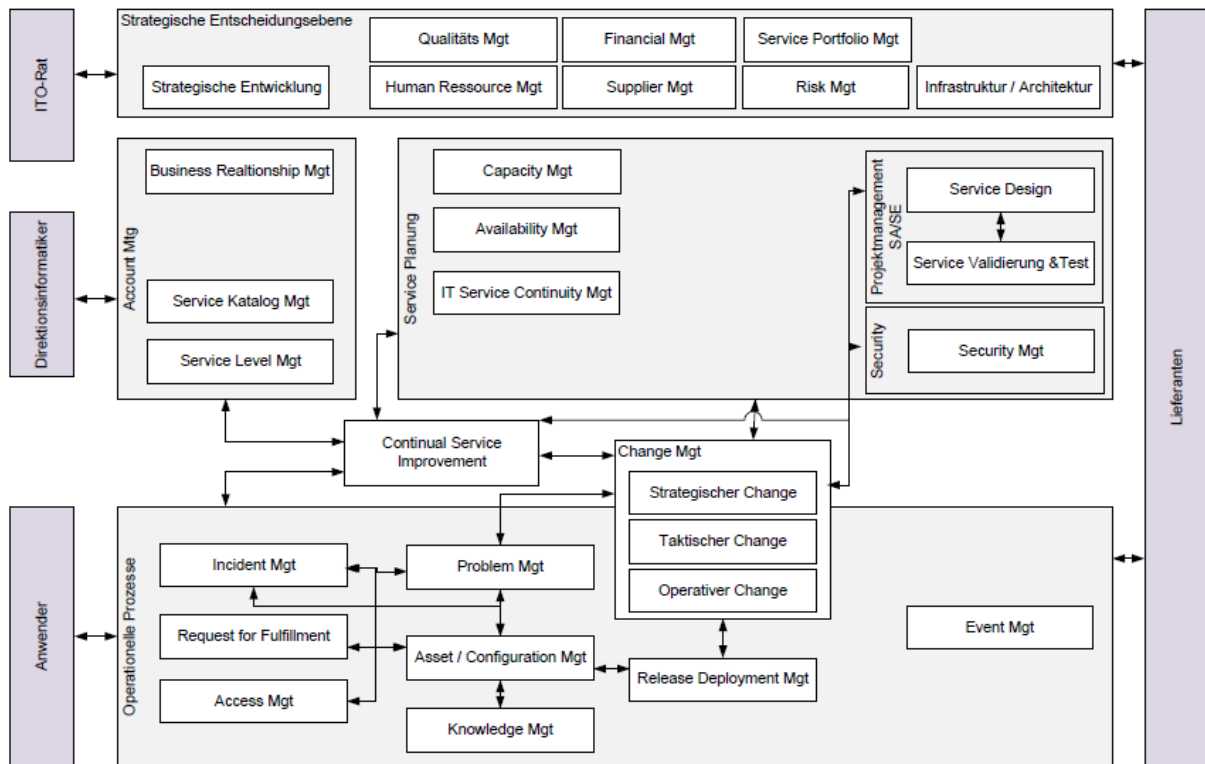 ITO-Rat
Strategische Entscheidungsebene
Qualitäts Mgt
Financial Mgt
Service Portfolio Mgt
Strategische Entwicklung
Human Ressource Mgt
Supplier Mgt
Risk Mgt
Infrastruktur / Architektur
Direktionsinformatiker
Account Mtg
Business Realtionship Mgt
Service Katalog Mgt
Service Level Mgt
Service Planung
Capacity Mgt
Availability Mgt
IT Service Continuity Mgt
Projektmanagement
SA/SE
Service Design
Service Validierung &Test
Security
Security Mgt
Lieferanten
Continual Service
Improvement
Change Mgt
Strategischer Change
Taktischer Change
Operativer Change
Anwender
Operationelle Prozesse
Incident Mgt
Problem Mgt
Request for Fulfillment
Asset / Configuration Mgt
Access Mgt
Knowledge Mgt
Release Deployment Mgt
Event Mgt